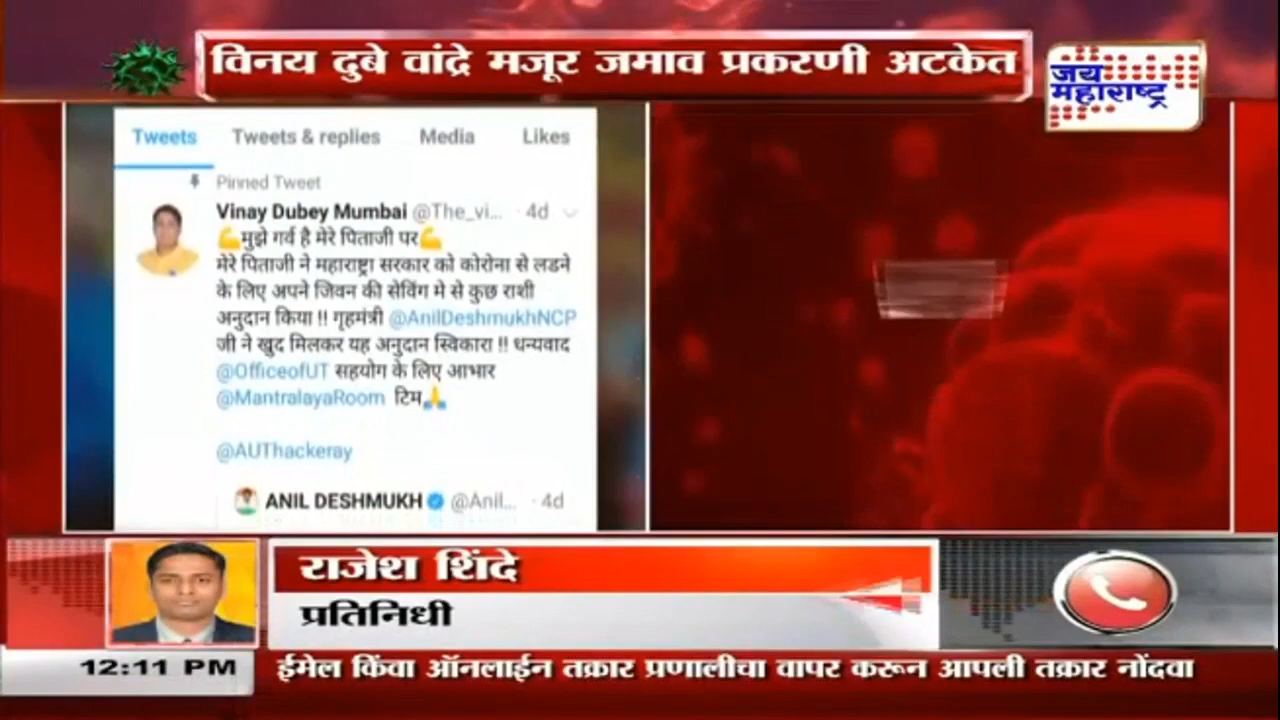 विनय दुबे वांद्रे मजूर जमाव प्रकरणी अटकेत
जय
महाराष्ट्र
Tweets Tweets & replies Media Likes
Pinned Tweet
Vinay Dubey Mumbai @The_vi... · 4d
💪मुझे गर्व है मेरे पिताजी पर💪
मेरे पिताजी ने महाराष्ट्रा सरकार को कोरोना से लडने
के लिए अपने जिवन की सेविंग मे से कुछ राशी
अनुदान किया !! गृहमंत्री @AnilDeshmukhNCP
जी ने खुद मिलकर यह अनुदान स्विकारा !! धन्यवाद
@OfficeofUT सहयोग के लिए आभार
@MantralayaRoom टिम🙏
@AUThackeray
ANIL DESHMUKH @Anil... · 4d
राजेश शिंदे
प्रतिनिधी
12:11 PM
ईमेल किंवा ऑनलाईन तक्रार प्रणालीचा वापर करून आपली तक्रार नोंदवा